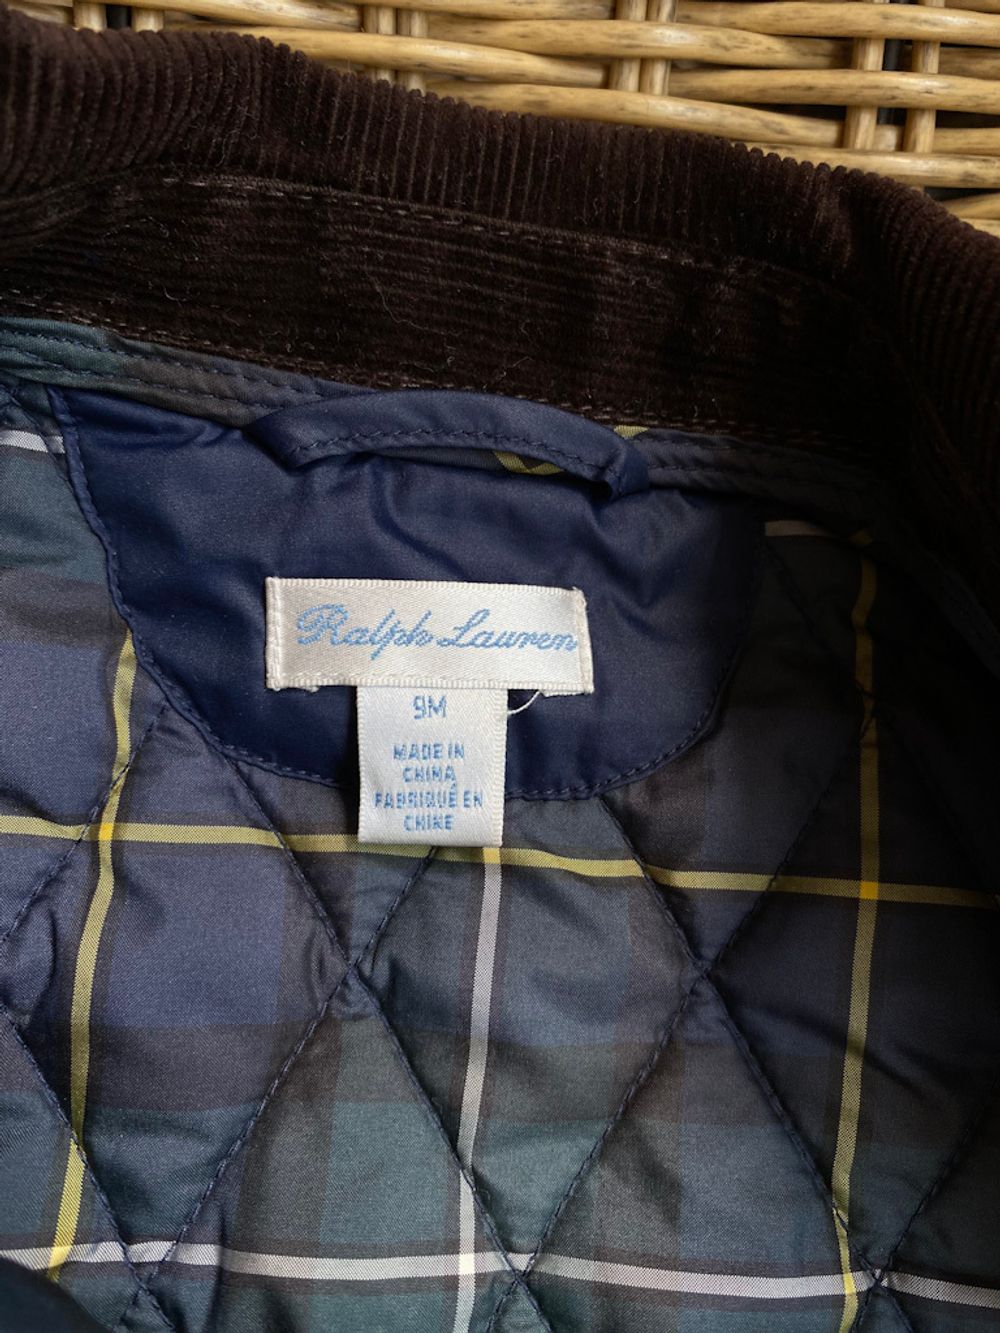 Ralph Lauren
9M
MADE IN
CHINA
FABRIQUÉ EN
CHINE